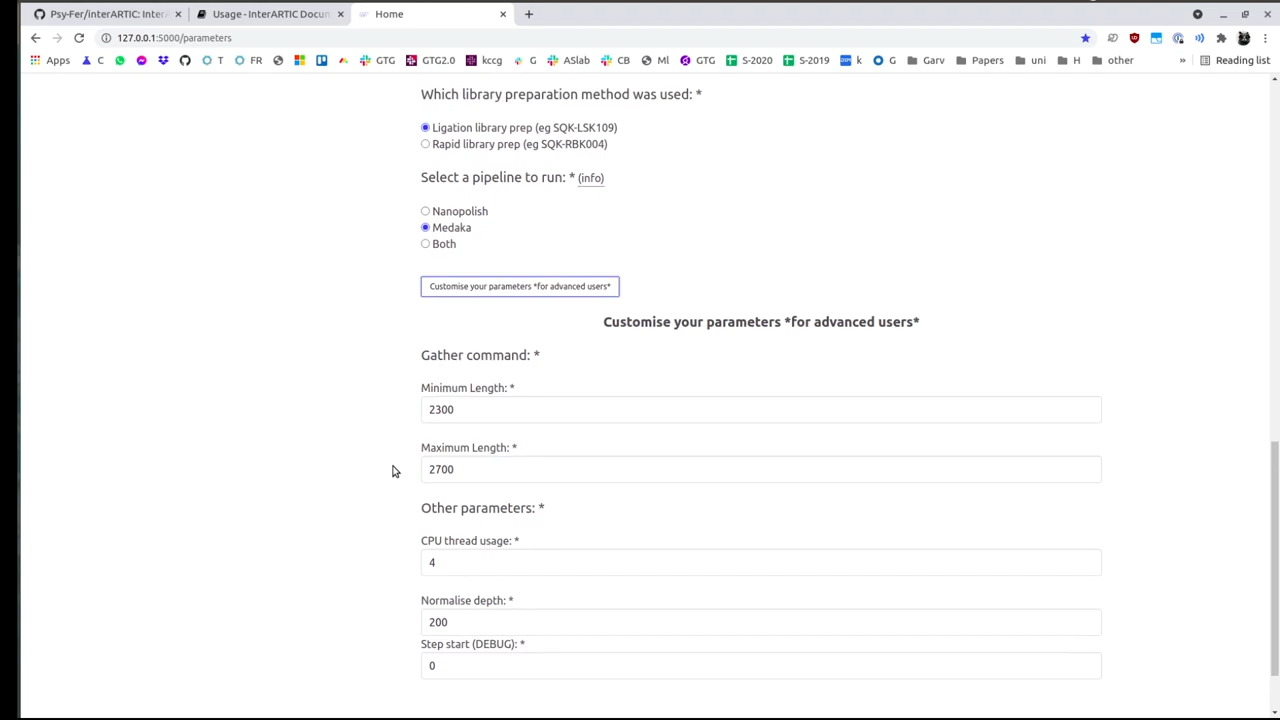 Psy-Fer/interARTIC: InterA
Usage - InterARTIC Docum
Home
127.0.0.1:5000/parameters
Apps C T FR GTG GTG2.0 kccg G Aslab CB Ml GTG S-2020 S-2019 k G Garv Papers uni H other » Reading list
Which library preparation method was used: *
Ligation library prep (eg SQK-LSK109)
Rapid library prep (eg SQK-RBK004)
Select a pipeline to run: * (info)
Nanopolish
Medaka
Both
Customise your parameters *for advanced users*
Customise your parameters *for advanced users*
Gather command: *
Minimum Length: *
2300
Maximum Length: *
2700
Other parameters: *
CPU thread usage: *
4
Normalise depth: *
200
Step start (DEBUG): *
0